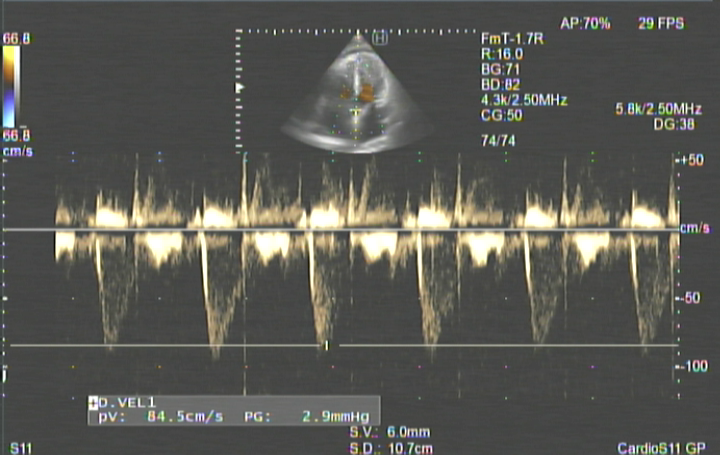 AP:70% 29 FPS
66.8
FmT-1.7R
R:16.0
BG:71
BD:82
4.3k/2.50MHz
CG:50
5.8k/2.50MHz
DG:38
66.8
cm/s
74/74
H
+50
cm/s
-50
-100
+D.VEL1
pV: 84.5cm/s PG: 2.9mmHg
S.V.: 6.0mm
S11 S.D.: 10.7cm CardioS11 GP